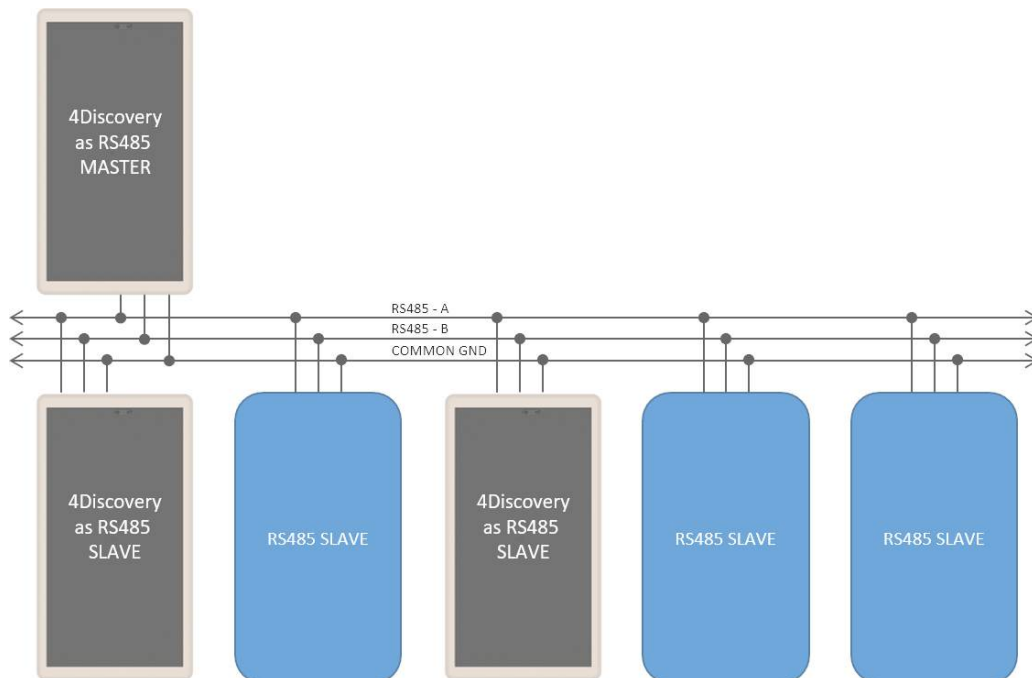 4Discovery
as RS485
MASTER
RS485 - A
RS485 - B
COMMON GND
4Discovery
as RS485
SLAVE
RS485 SLAVE
4Discovery
as RS485
SLAVE
RS485 SLAVE
RS485 SLAVE